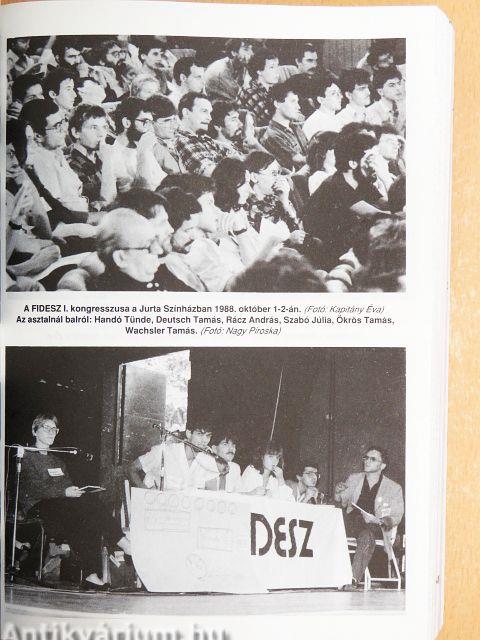 A FIDESZ I. kongresszusa a Jurta Színházban 1988. október 1-2-án. (Fotó: Kapitány Éva)
Az asztalnál balról: Handó Tünde, Deutsch Tamás, Rácz András, Szabó Júlia, Ökrös Tamás,
Wachsler Tamás. (Fotó: Nagy Piroska)
DESZ
Antikvárium.hu